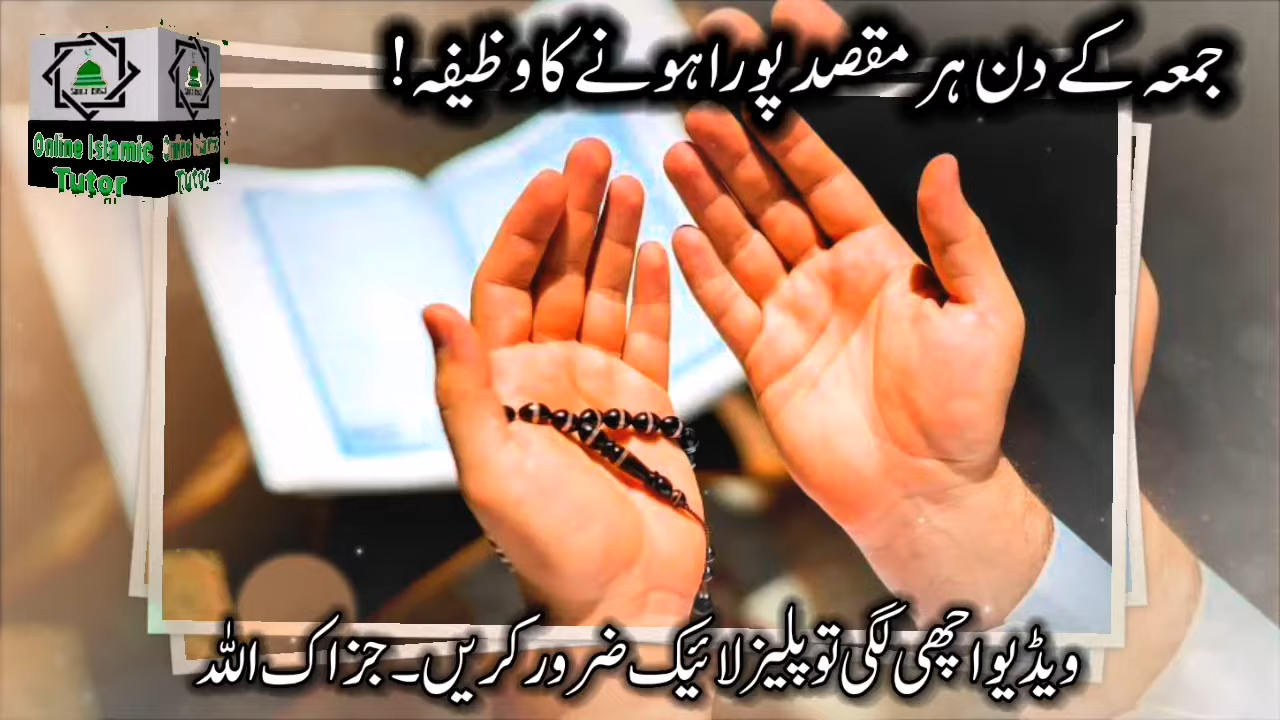 جمعہ کے دن ہر مقصد پورا ہونے کا وظیفہ!
Online Islamic
Tutor
Online Islamic
Tutor
ویڈیو اچھی لگی تو پلیز لائیک ضرور کریں۔ جزاک اللہ